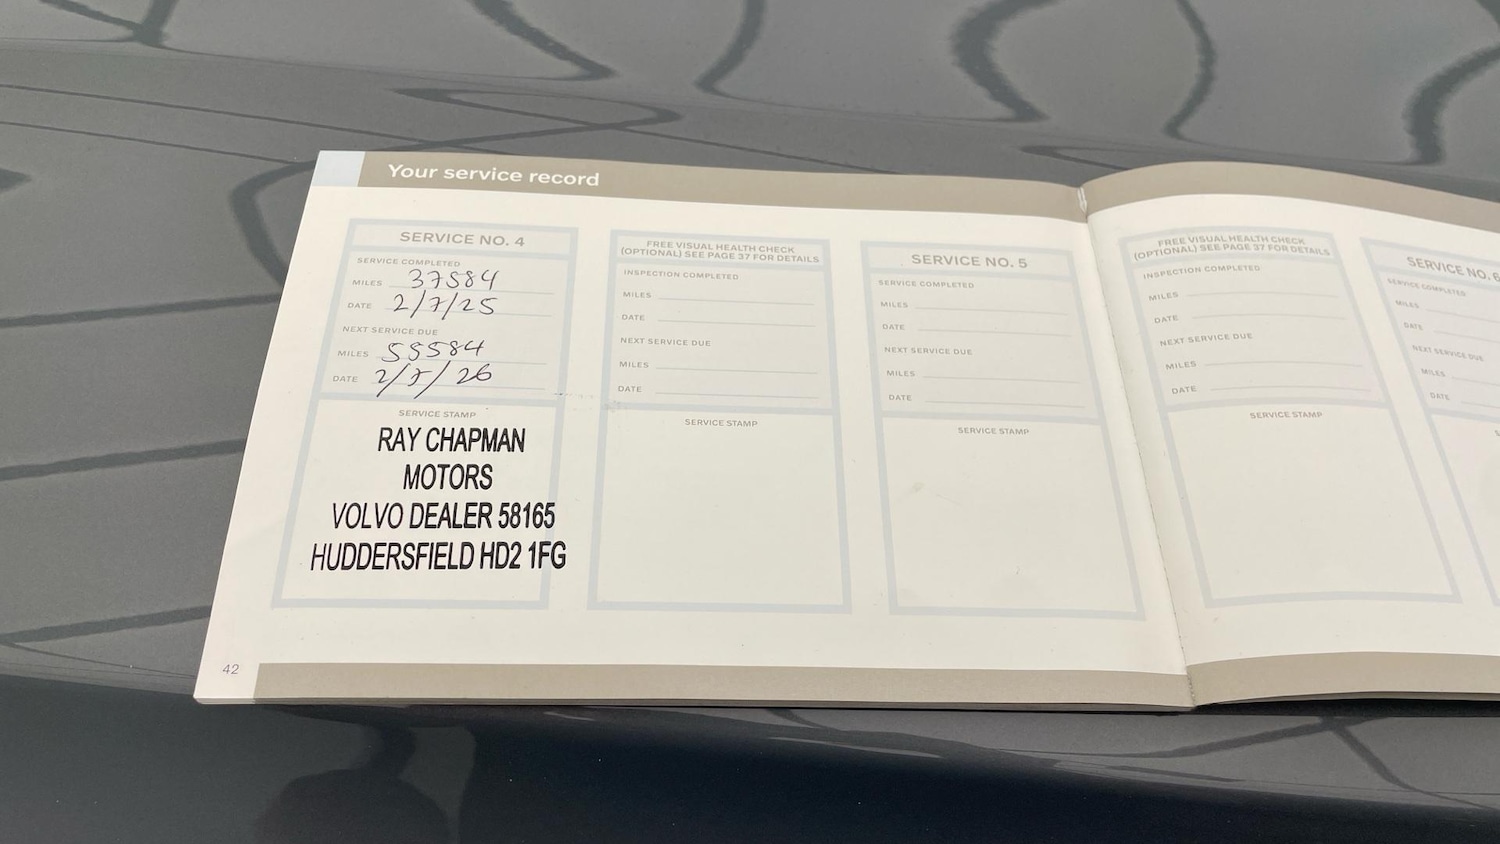 Your service record
SERVICE NO. 4
SERVICE COMPLETED
MILES 37584
DATE 2/7/25
NEXT SERVICE DUE
MILES 55584
DATE 2/7/26
SERVICE STAMP
RAY CHAPMAN
MOTORS
VOLVO DEALER 58165
HUDDERSFIELD HD2 1FG
FREE VISUAL HEALTH CHECK
(OPTIONAL) SEE PAGE 37 FOR DETAILS
INSPECTION COMPLETED
MILES
DATE
NEXT SERVICE DUE
MILES
DATE
SERVICE STAMP
SERVICE NO. 5
SERVICE COMPLETED
MILES
DATE
NEXT SERVICE DUE
MILES
DATE
SERVICE STAMP
42
FREE VISUAL HEALTH CHECK
(OPTIONAL) SEE PAGE 37 FOR DETAILS
INSPECTION COMPLETED
MILES
DATE
NEXT SERVICE DUE
MILES
DATE
SERVICE STAMP
SERVICE NO. 6
SERVICE COMPLETED
MILES
DATE
NEXT SERVICE DUE
MILES
DATE